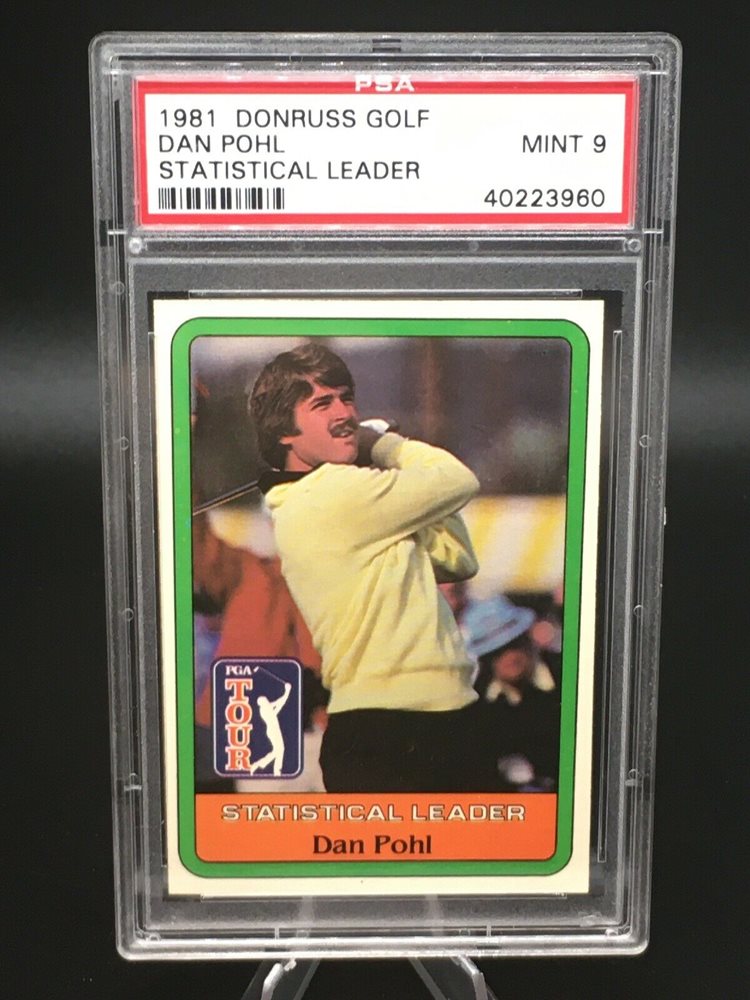 PSA
1981 DONRUSS GOLF
DAN POHL MINT 9
STATISTICAL LEADER
40223960
PGA
TOUR
STATISTICAL LEADER
Dan Pohl